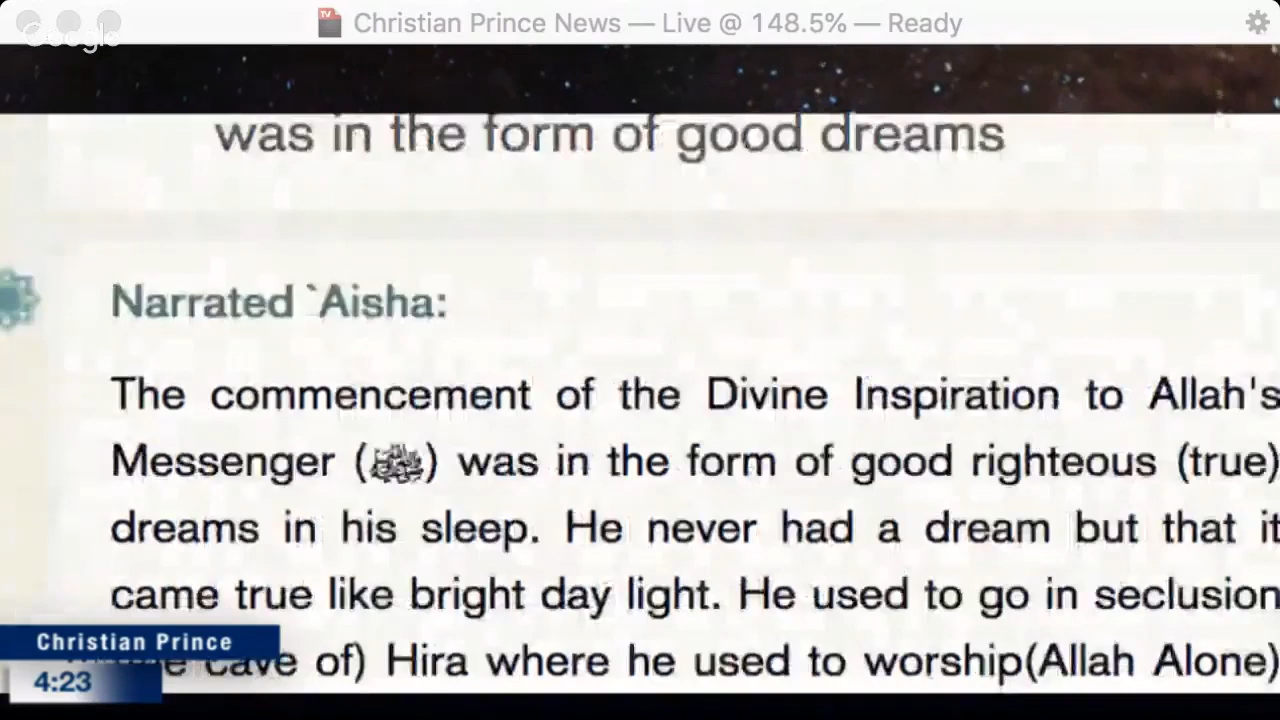 Christian Prince News — Live @ 148.5% — Ready
Google
was in the form of good dreams
Narrated `Aisha:
The commencement of the Divine Inspiration to Allah's
Messenger (ﷺ) was in the form of good righteous (true)
dreams in his sleep. He never had a dream but that it
came true like bright day light. He used to go in seclusion
cave of) Hira where he used to worship(Allah Alone)
Christian Prince
4:23